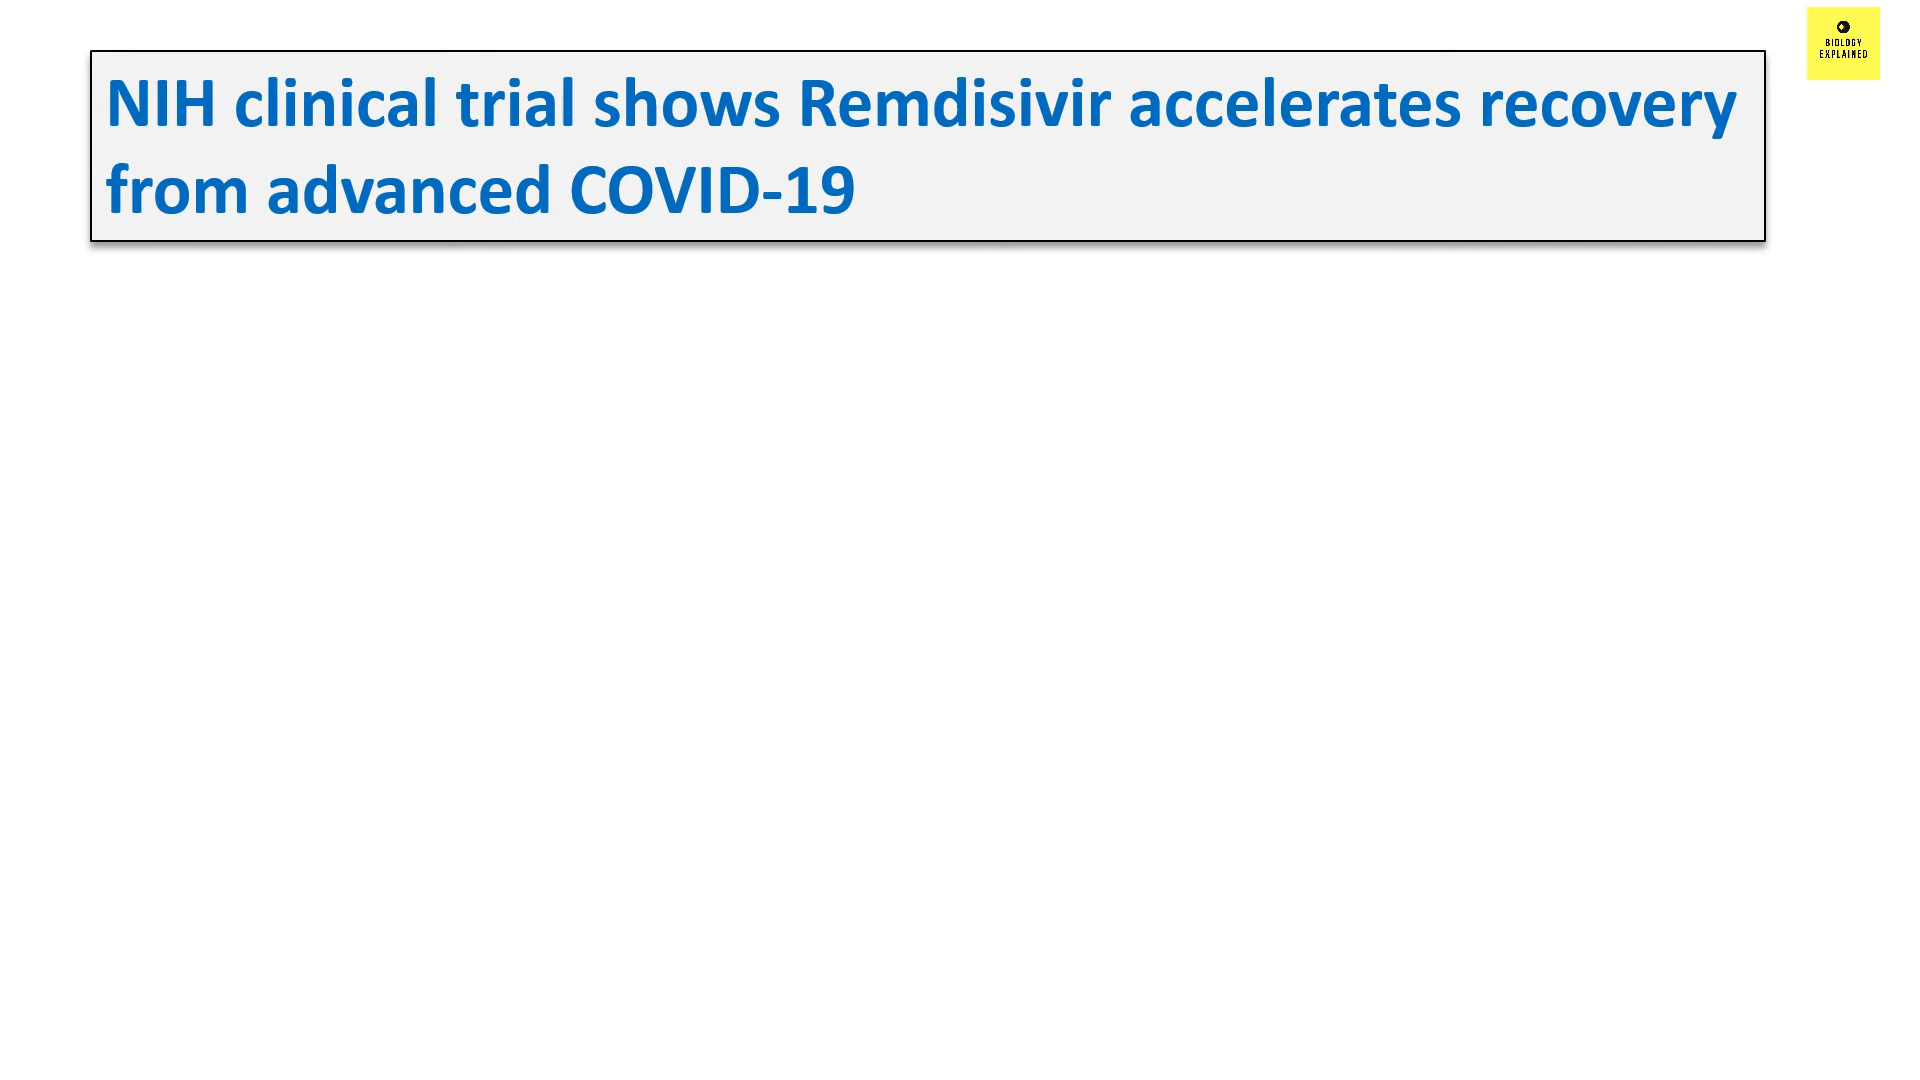 BIOLOGY
EXPLAINED
NIH clinical trial shows Remdisivir accelerates recovery
from advanced COVID-19